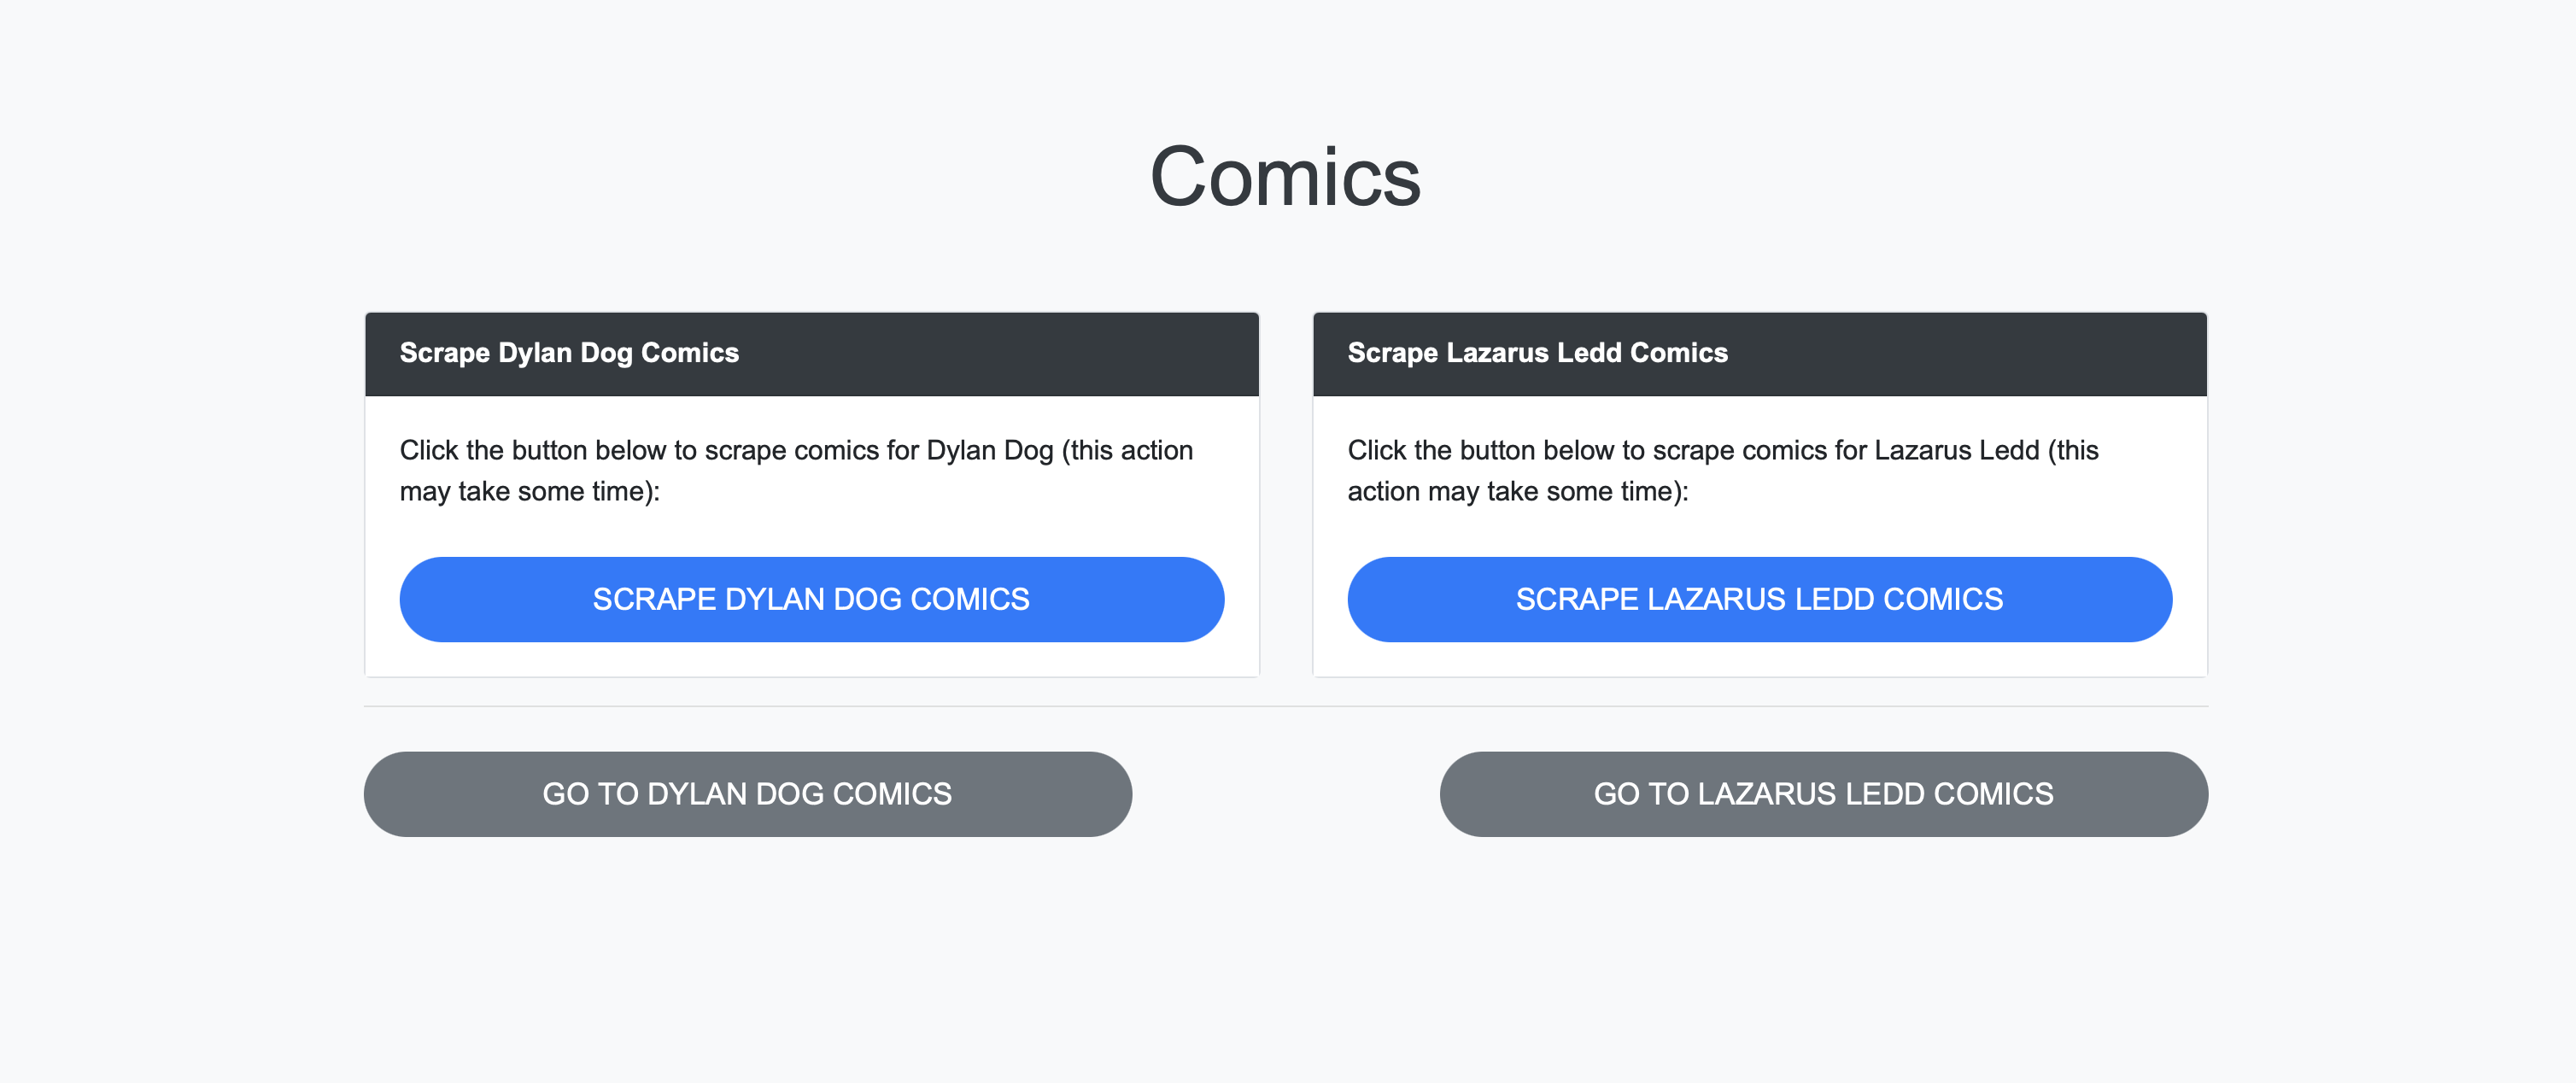 Comics
Scrape Dylan Dog Comics
Click the button below to scrape comics for Dylan Dog (this action
may take some time):
SCRAPE DYLAN DOG COMICS
Scrape Lazarus Ledd Comics
Click the button below to scrape comics for Lazarus Ledd (this
action may take some time):
SCRAPE LAZARUS LEDD COMICS
GO TO DYLAN DOG COMICS
GO TO LAZARUS LEDD COMICS